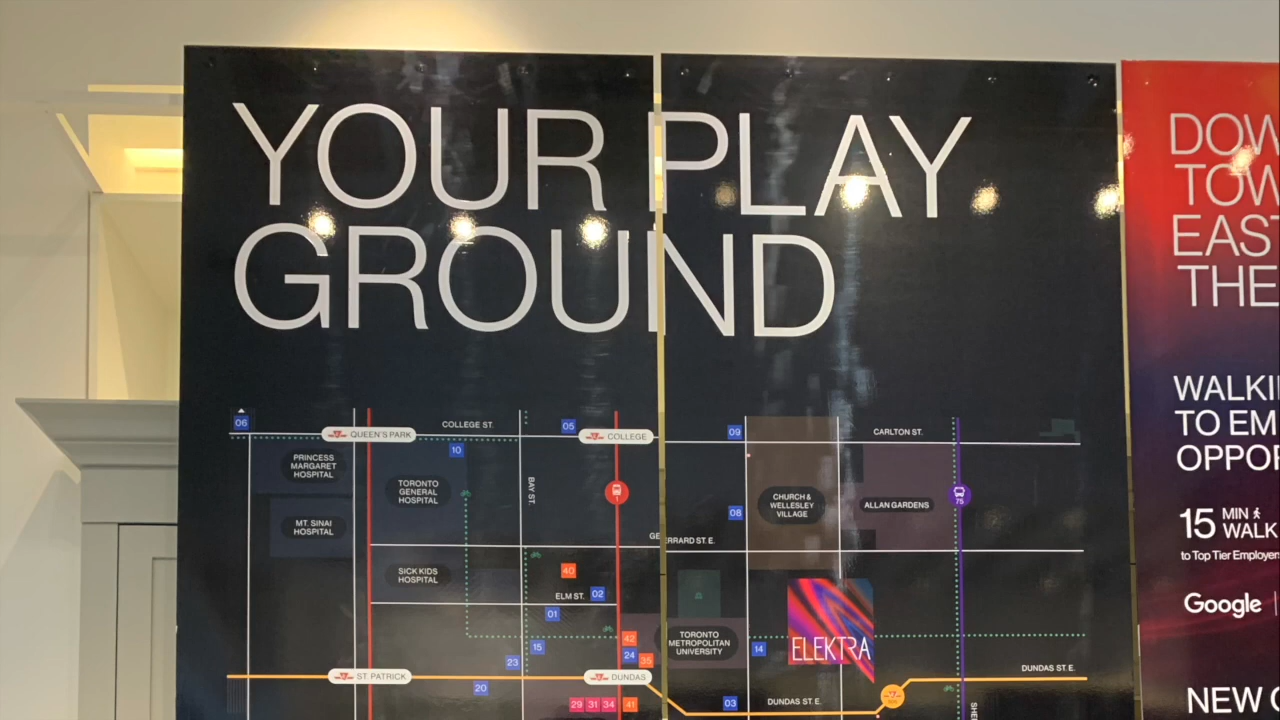 YOUR PLAY
GROUND
06
QUEEN'S PARK
COLLEGE ST.
05
COLLEGE
09
CARLTON ST.
10
PRINCESS
MARGARET
HOSPITAL
TORONTO
GENERAL
HOSPITAL
BAY ST.
1
MT. SINAI
HOSPITAL
08
CHURCH &
WELLESLEY
VILLAGE
ALLAN GARDENS
75
GERRARD ST. E.
SICK KIDS
HOSPITAL
40
ELM ST.
02
01
42
TORONTO
METROPOLITAN
UNIVERSITY
14
ELEKTRA
15
24
35
23
ST. PATRICK
DUNDAS
DUNDAS ST. E.
20
29 31 34 41
03
DUNDAS ST. E.
SHE
DOW
TOW
EAST
THE
WALKI
TO EM
OPPOR
15 MIN
WALK
to Top Tier Employer
Google
NEW